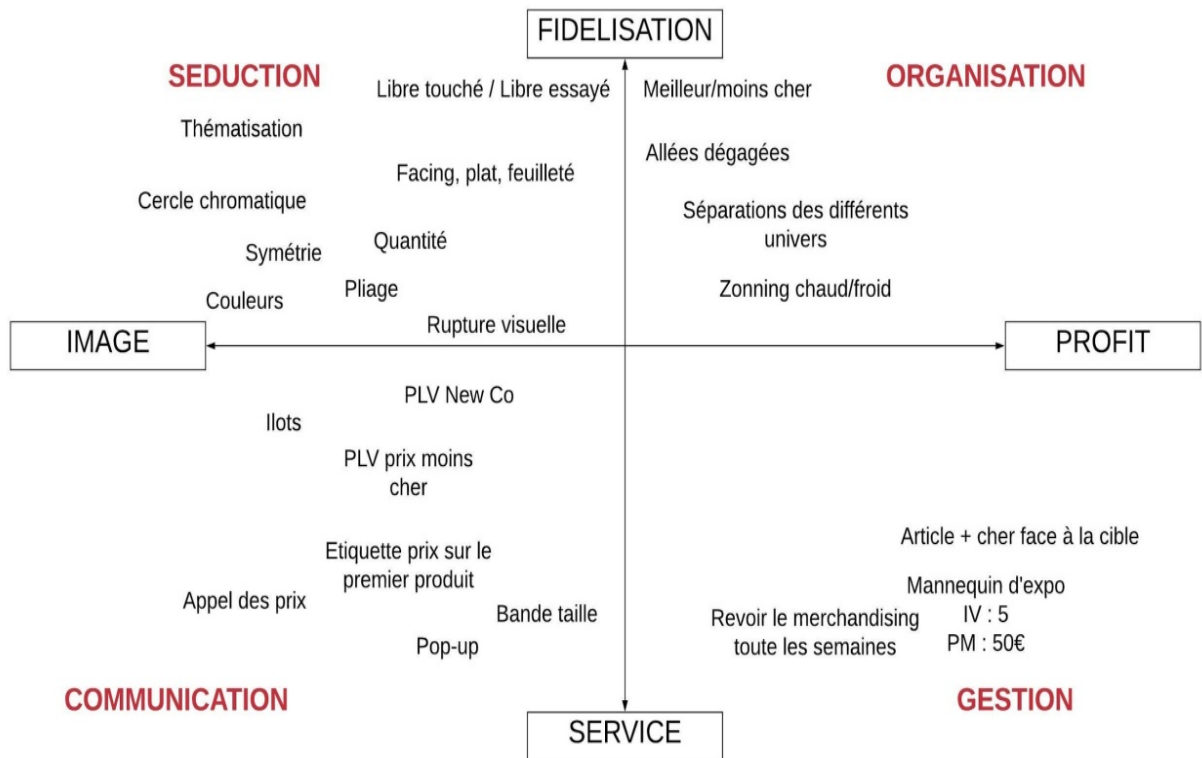 FIDELISATION
SEDUCTION
ORGANISATION
Libre touché / Libre essayé
Meilleur/moins cher
Thématisation
Allées dégagées
Facing, plat, feuilleté
Cercle chromatique
Séparations des différents
univers
Quantité
Symétrie
Pliage
Zonning chaud/froid
Couleurs
Rupture visuelle
IMAGE
PROFIT
PLV New Co
Ilots
PLV prix moins
cher
Article + cher face à la cible
Etiquette prix sur le
premier produit
Mannequin d'expo
IV : 5
PM : 50€
Appel des prix
Bande taille
Revoir le merchandising
toute les semaines
Pop-up
COMMUNICATION
GESTION
SERVICE